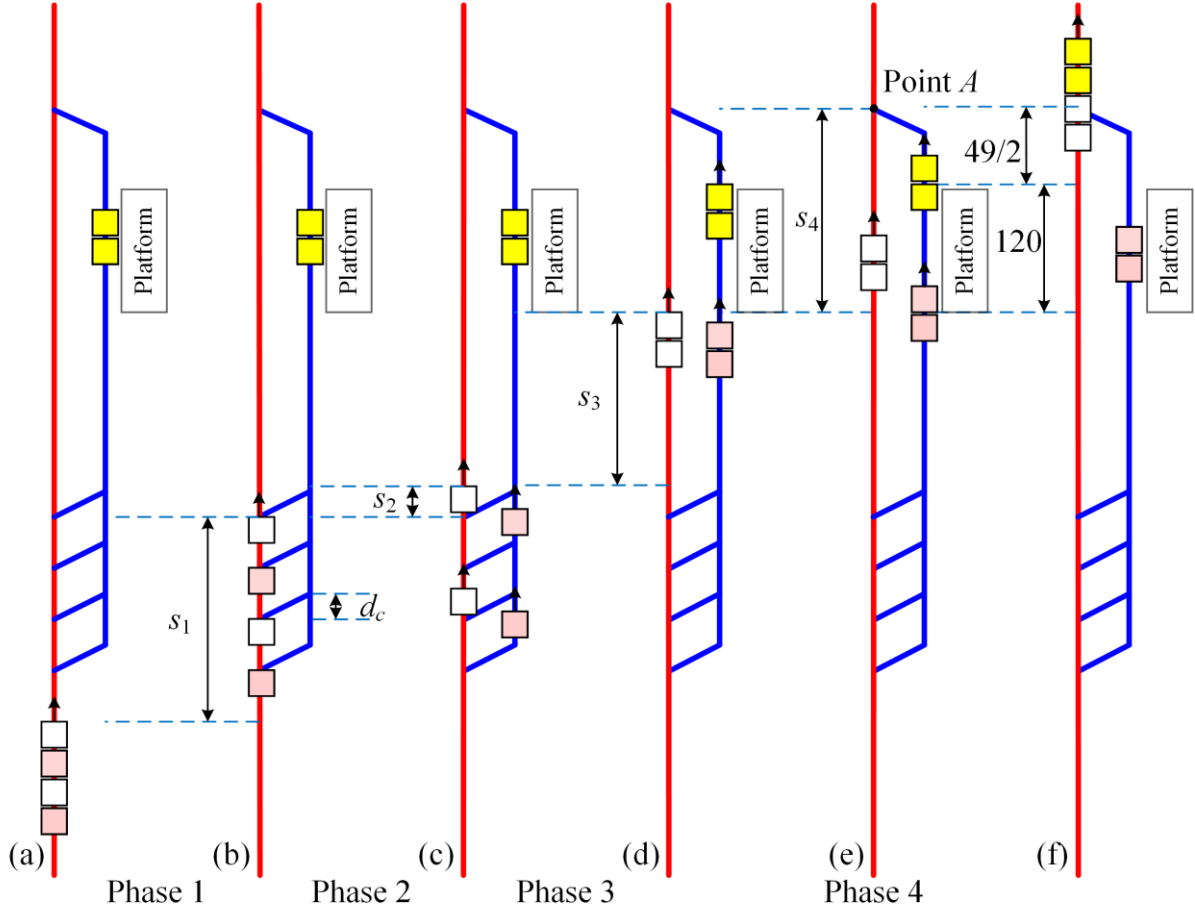 Point A
49/2
120
s4
s3
s2
s1
dc
Platform
Platform
Platform
Platform
Platform
Platform
(a)
(b)
(c)
(d)
(e)
(f)
Phase 1
Phase 2
Phase 3
Phase 4